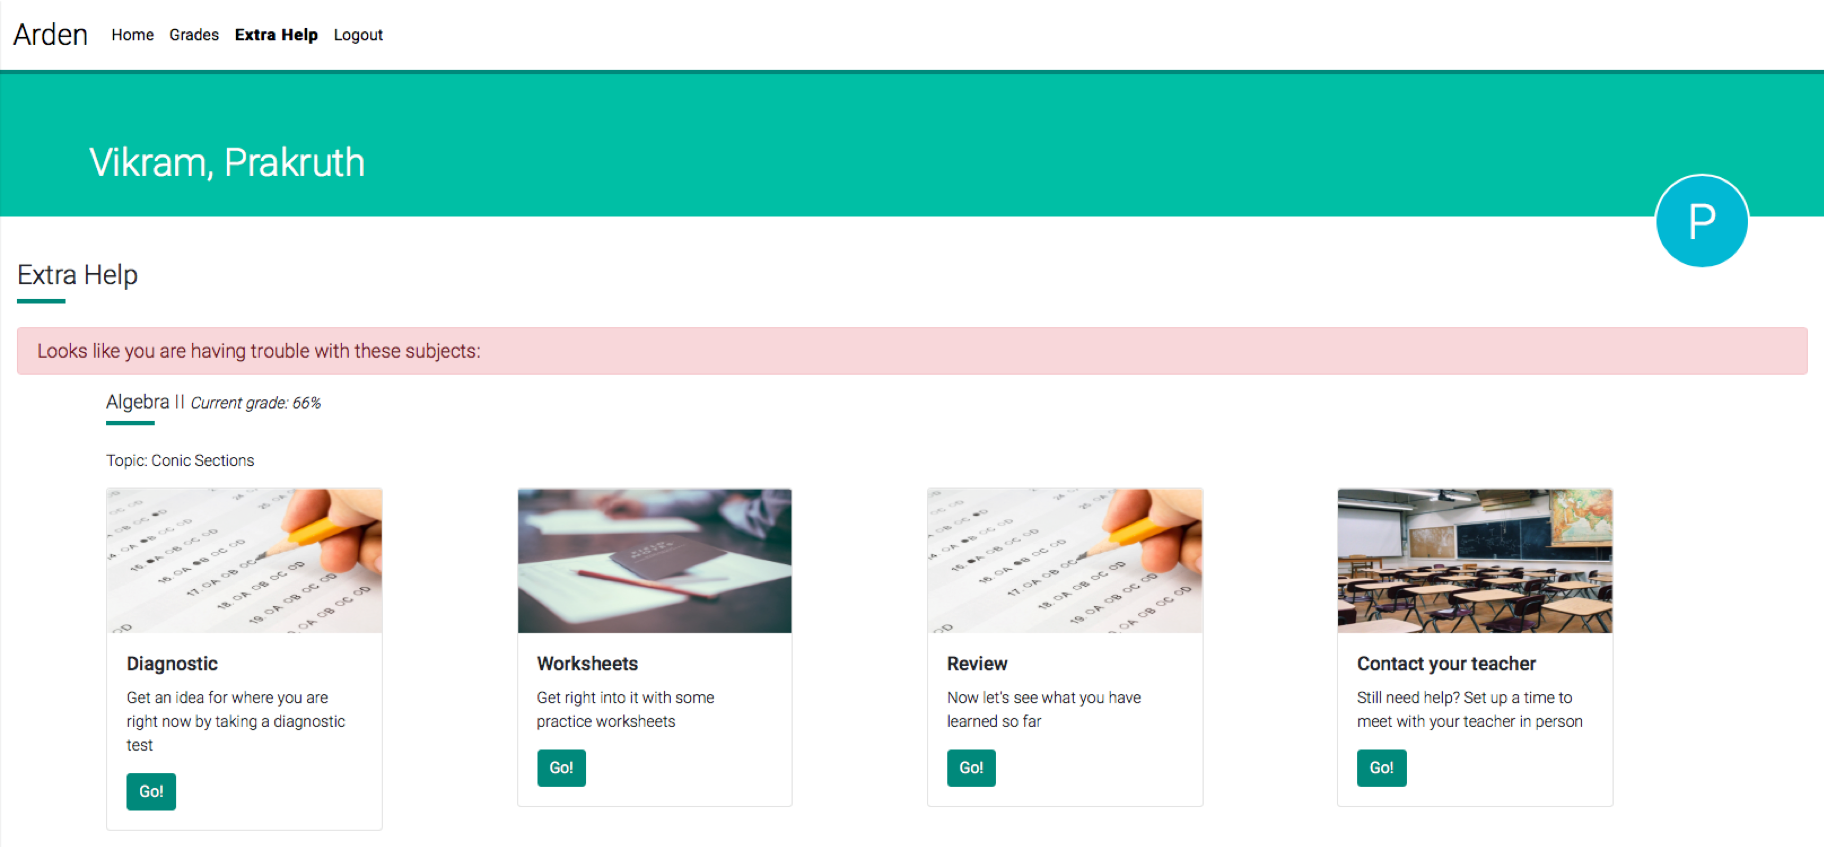 Arden Home Grades Extra Help Logout
Vikram, Prakruth
P
Extra Help
Looks like you are having trouble with these subjects:
Algebra II Current grade: 66%
Topic: Conic Sections
Diagnostic
Get an idea for where you are
right now by taking a diagnostic
test
Go!
Worksheets
Get right into it with some
practice worksheets
Go!
Review
Now let's see what you have
learned so far
Go!
Contact your teacher
Still need help? Set up a time to
meet with your teacher in person
Go!